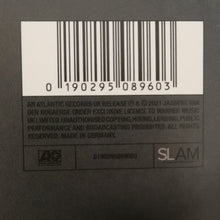 0 190295 089603
AN ATLANTIC RECORDS UK RELEASE. ℗ © 2021 JASMINE VAN
DEN BOGAERDE UNDER EXCLUSIVE LICENCE TO WARNER MUSIC
UK LIMITED. UNAUTHORISED COPYING, HIRING, LENDING, PUBLIC
PERFORMANCE AND BROADCASTING PROHIBITED. ALL RIGHTS
RESERVED. MADE IN GERMANY.
0190295089603
SLAM